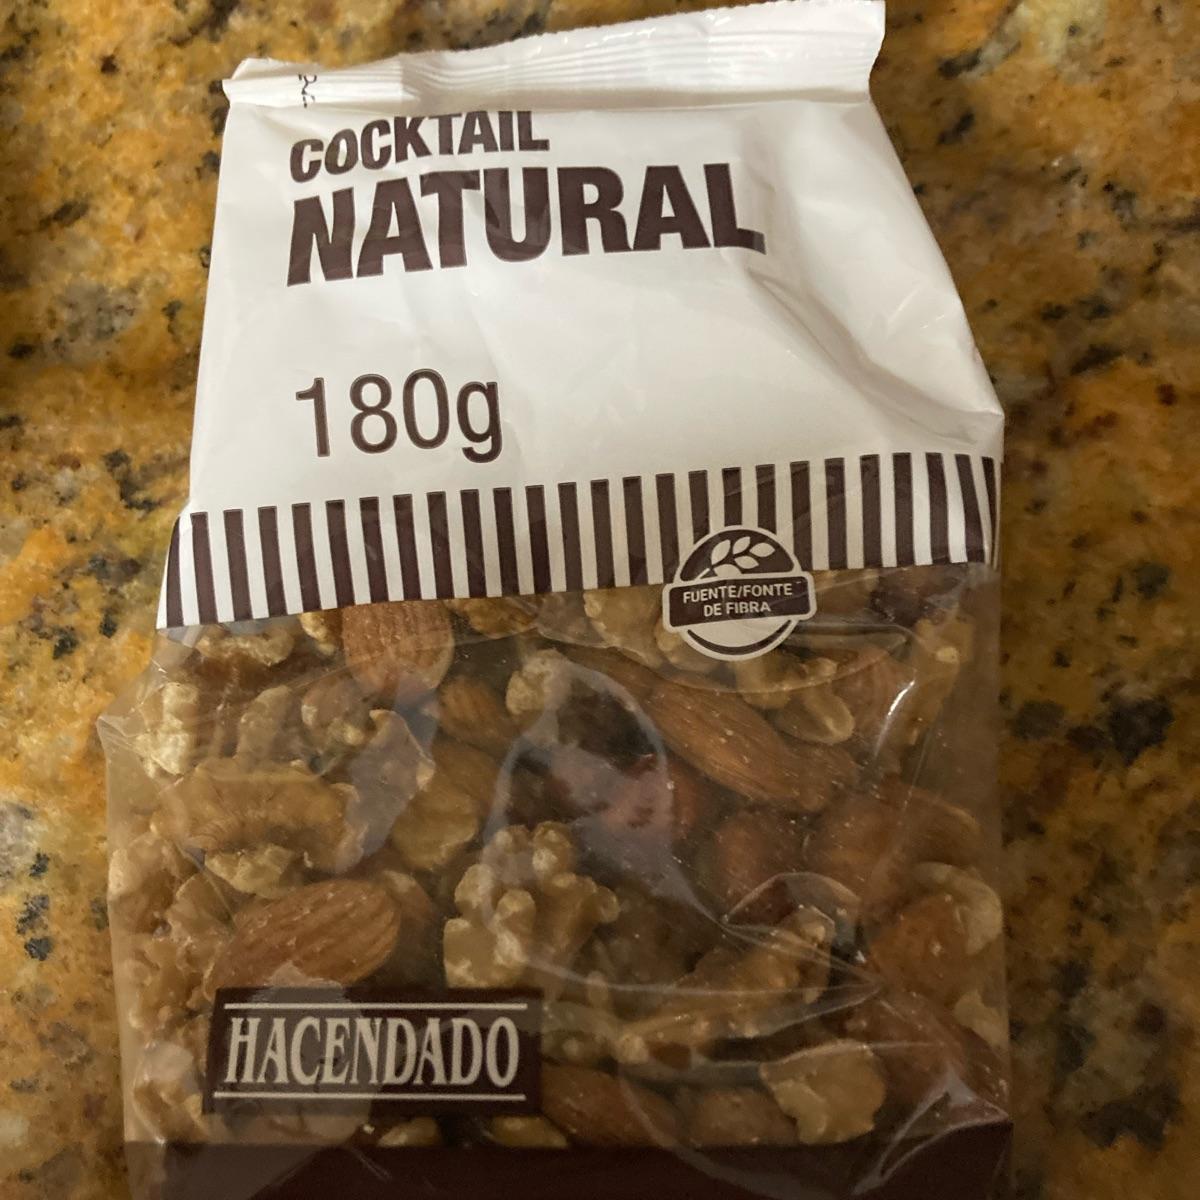 COCKTAIL
NATURAL
180g
FUENTE/FONTE
DE FIBRA
HACENDADO